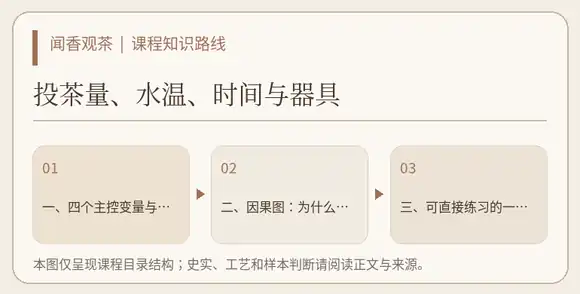 闻香观茶｜课程知识路线
投茶量、水温、时间与器具
01
一、四个主控变量与…
02
二、因果图：为什么…
03
三、可直接练习的一…
本图仅呈现课程目录结构；史实、工艺和样本判断请阅读正文与来源。